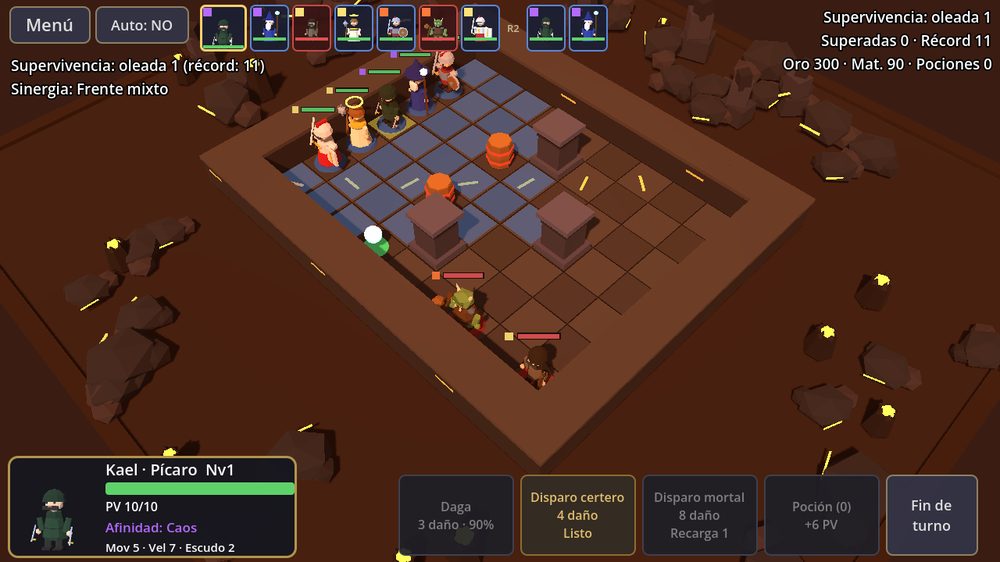 Menú
Auto: NO
R2
Supervivencia: oleada 1
Superadas 0 · Récord 11
Oro 300 · Mat. 90 · Pociones 0
Supervivencia: oleada 1 (récord: 11)
Sinergia: Frente mixto
Kael · Pícaro Nv1
PV 10/10
Afinidad: Caos
Mov 5 · Vel 7 · Escudo 2
Daga
3 daño · 90%
Disparo certero
4 daño
Listo
Disparo mortal
8 daño
Recarga 1
Poción (0)
+6 PV
Fin de
turno